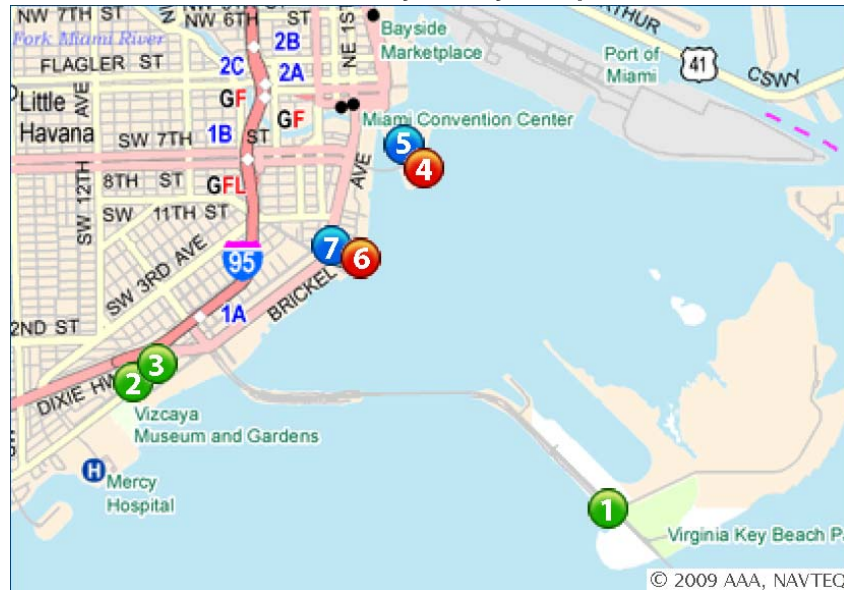 NW 7TH ST
NW 6TH ST
Fork Miami River
FLAGLER ST
2B
2C
2A
NE 1ST
Bayside
Marketplace
ARTHUR
Port of
Miami
41
CSWY
Little
Havana
AVE
GF
GF
1B
SW 7TH ST
Miami Convention Center
5
4
8TH ST
GFL
SW 12TH
AVE
SW 11TH ST
SW 3RD AVE
95
7
6
BRICKEL
1A
2ND ST
3
2
DIXIE HW
Vizcaya
Museum and Gardens
H
Mercy
Hospital
1
Virginia Key Beach P
© 2009 AAA, NAVTEQ